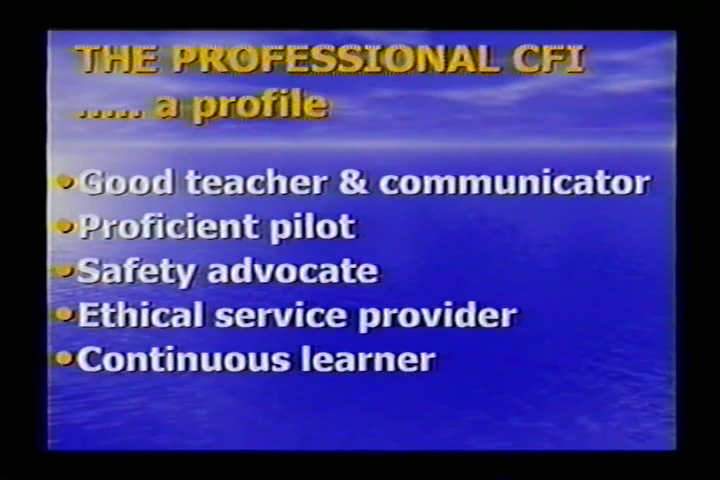 THE PROFESSIONAL CFI
..... a profile
•Good teacher & communicator
•Proficient pilot
•Safety advocate
•Ethical service provider
•Continuous learner